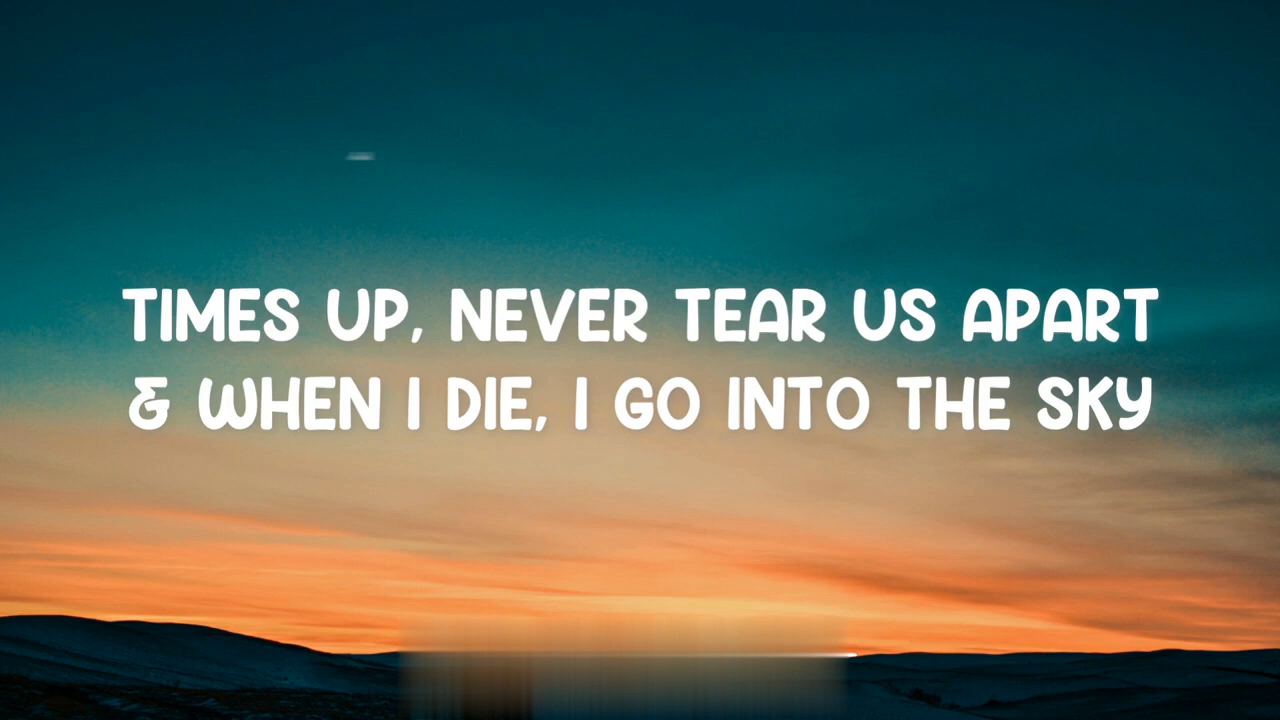 TIMES UP, NEVER TEAR US APART
& WHEN I DIE, I GO INTO THE SKY